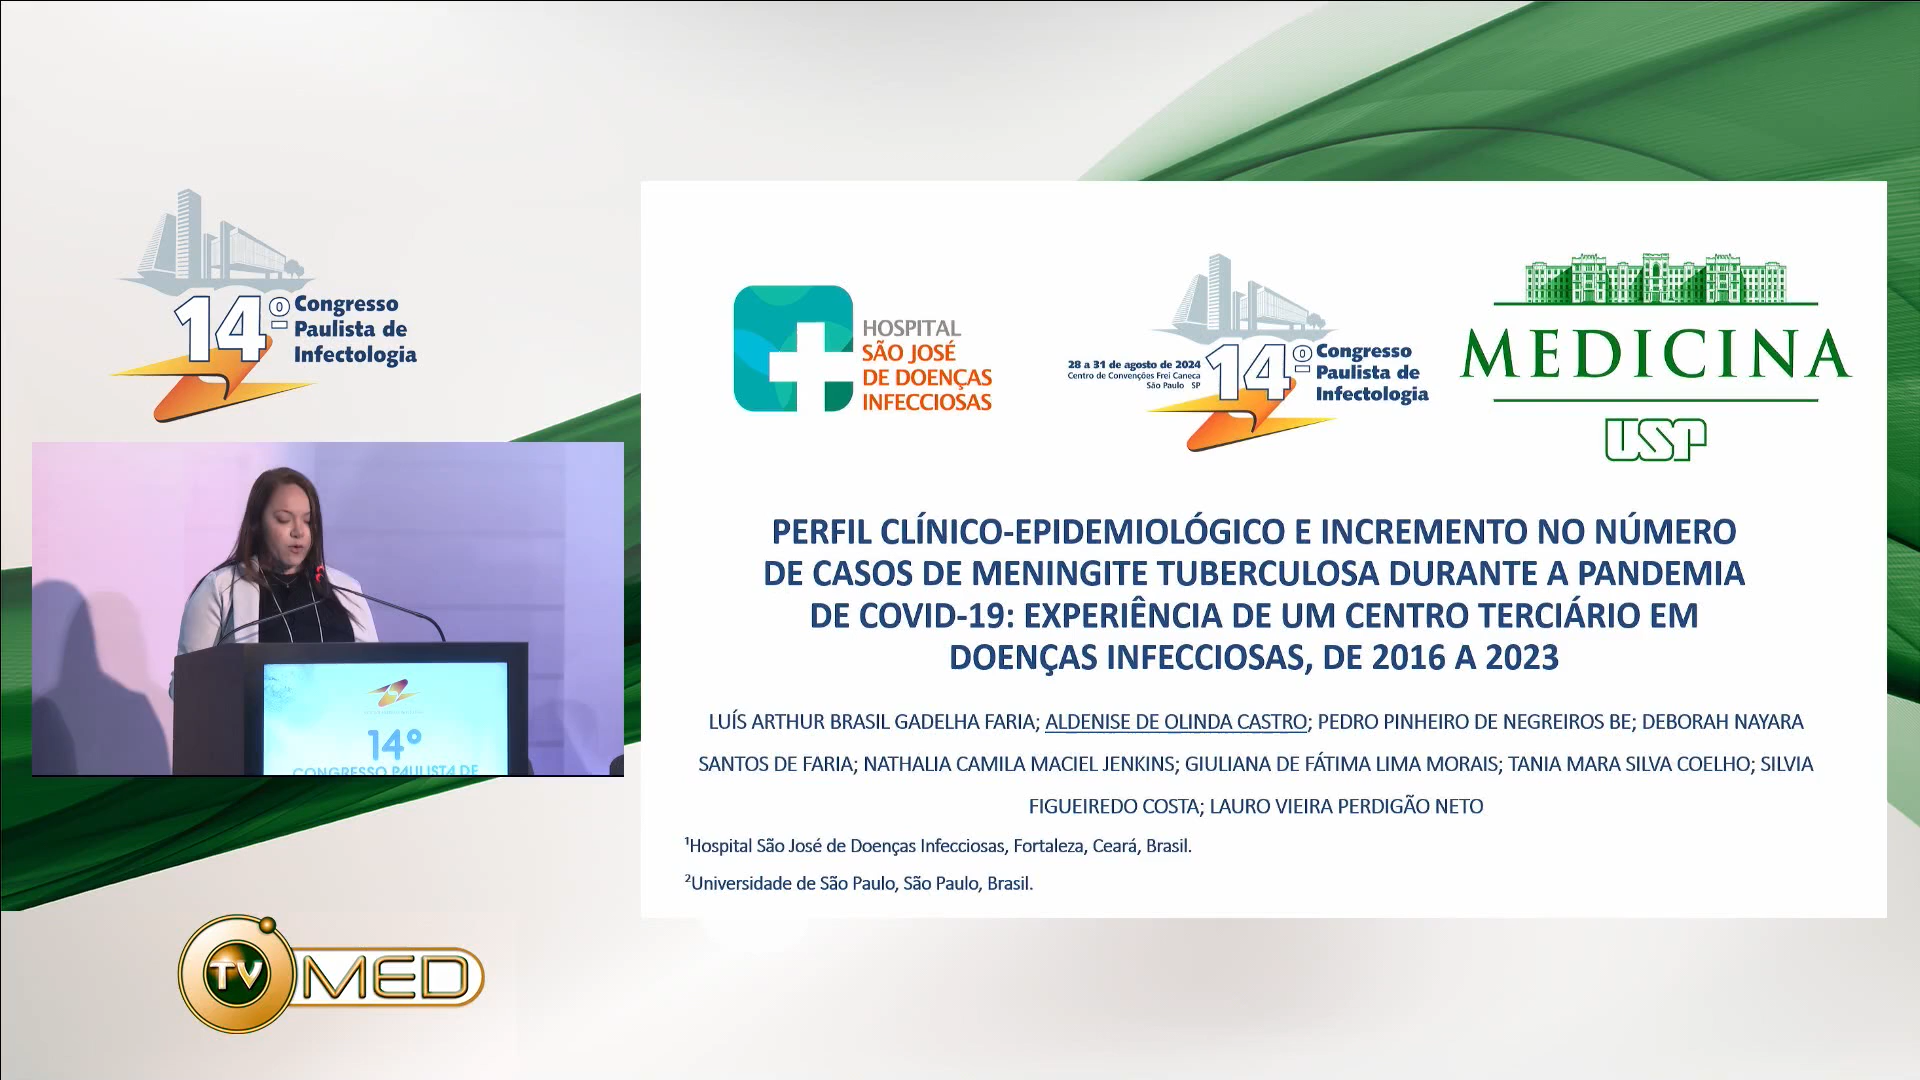 14º Congresso
Paulista de
Infectologia
HOSPITAL
SÃO JOSÉ
DE DOENÇAS
INFECCIOSAS
28 a 31 de agosto de 2024
Centro de Convenções Frei Caneca
São Paulo SP
14º Congresso
Paulista de
Infectologia
MEDICINA
USP
PERFIL CLÍNICO-EPIDEMIOLÓGICO E INCREMENTO NO NÚMERO
DE CASOS DE MENINGITE TUBERCULOSA DURANTE A PANDEMIA
DE COVID-19: EXPERIÊNCIA DE UM CENTRO TERCIÁRIO EM
DOENÇAS INFECCIOSAS, DE 2016 A 2023
LUÍS ARTHUR BRASIL GADELHA FARIA; ALDENISE DE OLINDA CASTRO; PEDRO PINHEIRO DE NEGREIROS BE; DEBORAH NAYARA
SANTOS DE FARIA; NATHALIA CAMILA MACIEL JENKINS; GIULIANA DE FÁTIMA LIMA MORAIS; TANIA MARA SILVA COELHO; SILVIA
FIGUEIREDO COSTA; LAURO VIEIRA PERDIGÃO NETO
¹Hospital São José de Doenças Infecciosas, Fortaleza, Ceará, Brasil.
²Universidade de São Paulo, São Paulo, Brasil.
14º
CONGRESSO PAULISTA DE
TV MED